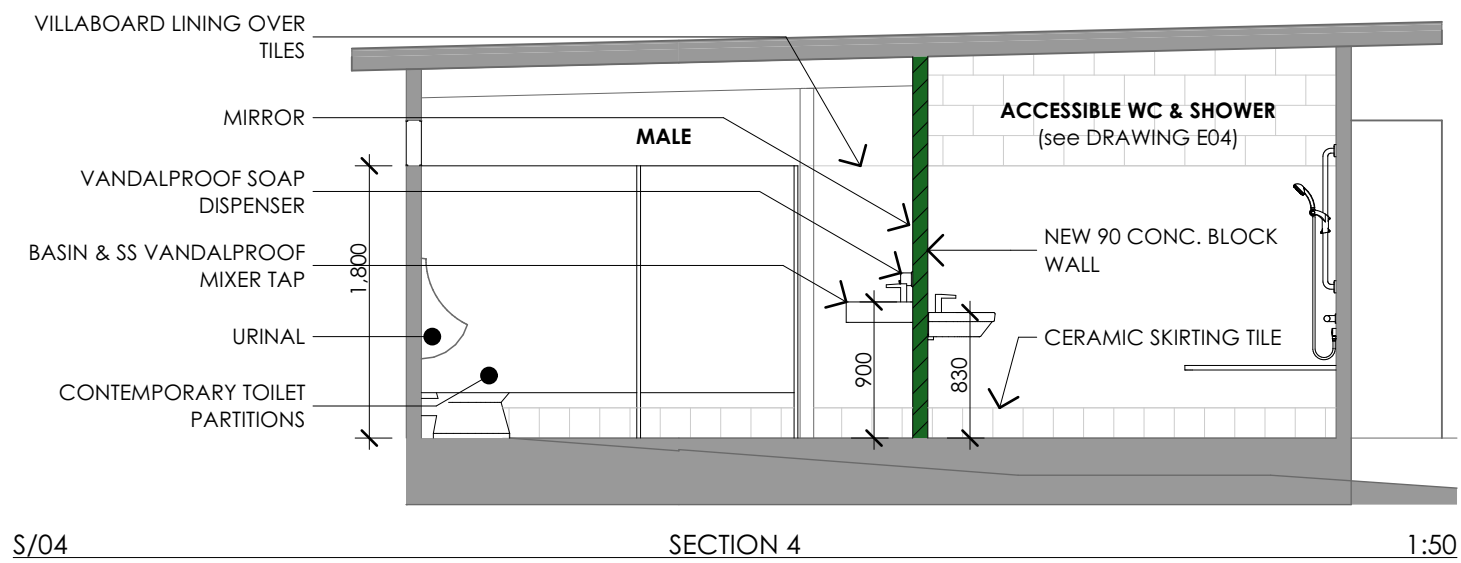 VILLABOARD LINING OVER
TILES
MIRROR
VANDALPROOF SOAP
DISPENSER
BASIN & SS VANDALPROOF
MIXER TAP
URINAL
CONTEMPORARY TOILET
PARTITIONS
1,800
MALE
900
830
ACCESSIBLE WC & SHOWER
(see DRAWING E04)
NEW 90 CONC. BLOCK
WALL
CERAMIC SKIRTING TILE
S/04
SECTION 4
1:50